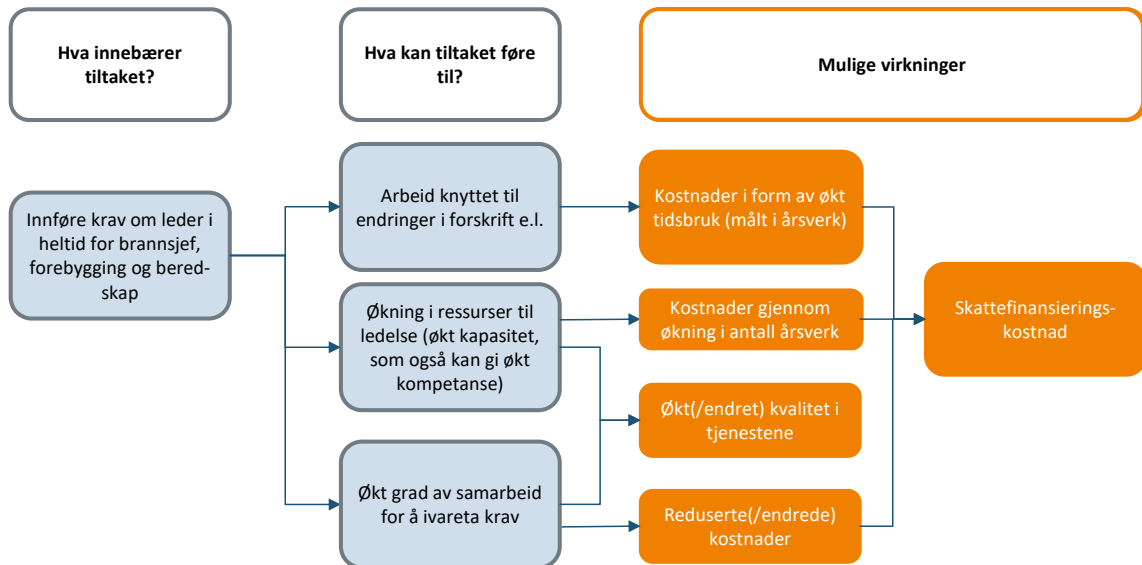 Hva innebærer
tiltaket?
Hva kan tiltaket føre
til?
Mulige virkninger
Innføre krav om leder i
heltid for brannsjef,
forebygging og bered-
skap
Arbeid knyttet til
endringer i forskrift e.l.
Økning i ressurser til
ledelse (økt kapasitet,
som også kan gi økt
kompetanse)
Økt grad av samarbeid
for å ivareta krav
Kostnader i form av økt
tidsbruk (målt i årsverk)
Kostnader gjennom
økning i antall årsverk
Økt(/endret) kvalitet i
tjenestene
Reduserte(/endrede)
kostnader
Skattefinansierings-
kostnad